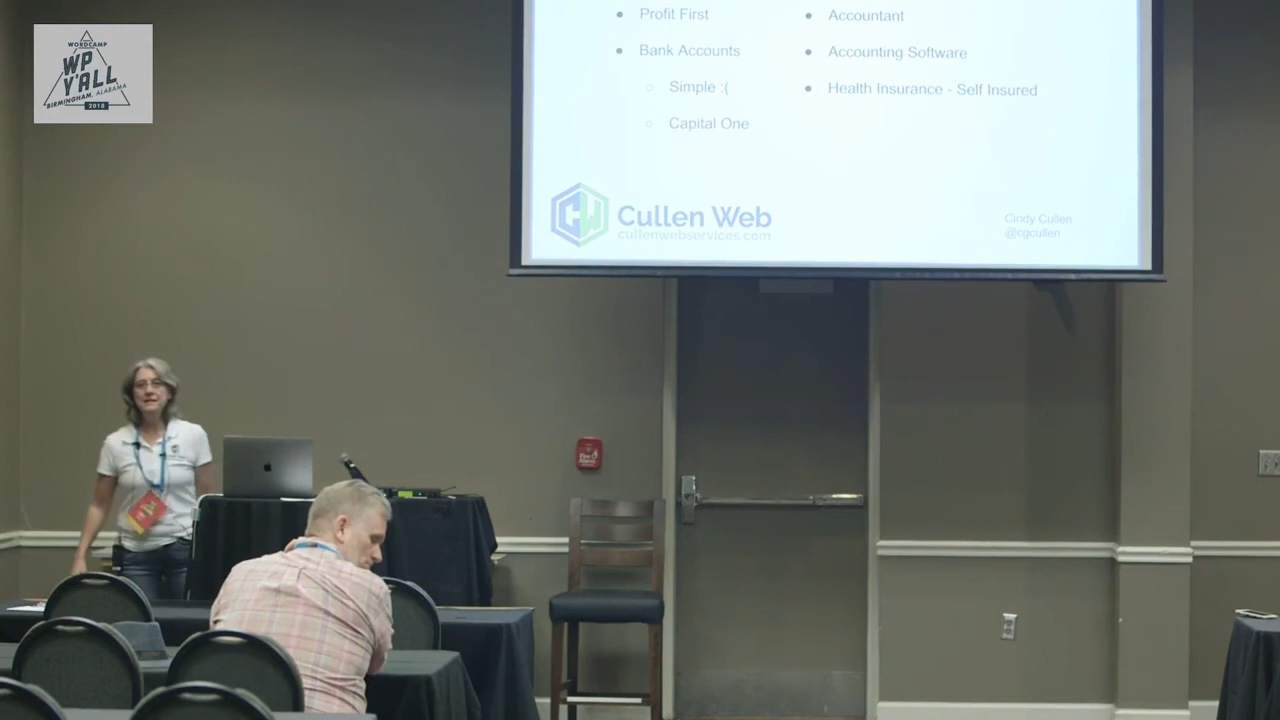 WORDCAMP
WP
Y'ALL
BIRMINGHAM, ALABAMA
2018
Profit First
Bank Accounts
Simple :(
Capital One
Accountant
Accounting Software
Health Insurance - Self Insured
CW
Cullen Web
cullenwebservices.com
Cindy Cullen
@cgcullen